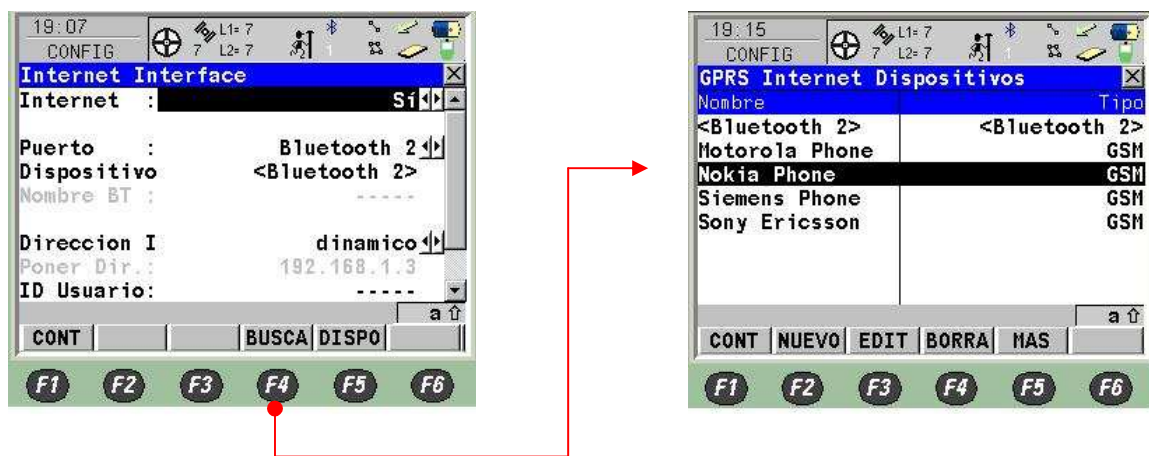 19:07
CONFIG
7
L1= 7
L2= 7
1
Internet Interface
Internet : Sí
Puerto : Bluetooth 2
Dispositivo <Bluetooth 2>
Nombre BT : -----
Direccion I dinamico
Poner Dir.: 192.168.1.3
ID Usuario: -----
a
CONT BUSCA DISPO
F1 F2 F3 F4 F5 F6
19:15
CONFIG
7
L1= 7
L2= 7
1
GPRS Internet Dispositivos
Nombre Tipo
<Bluetooth 2> <Bluetooth 2>
Motorola Phone GSM
Nokia Phone GSM
Siemens Phone GSM
Sony Ericsson GSM
a
CONT NUEVO EDIT BORRA MAS
F1 F2 F3 F4 F5 F6